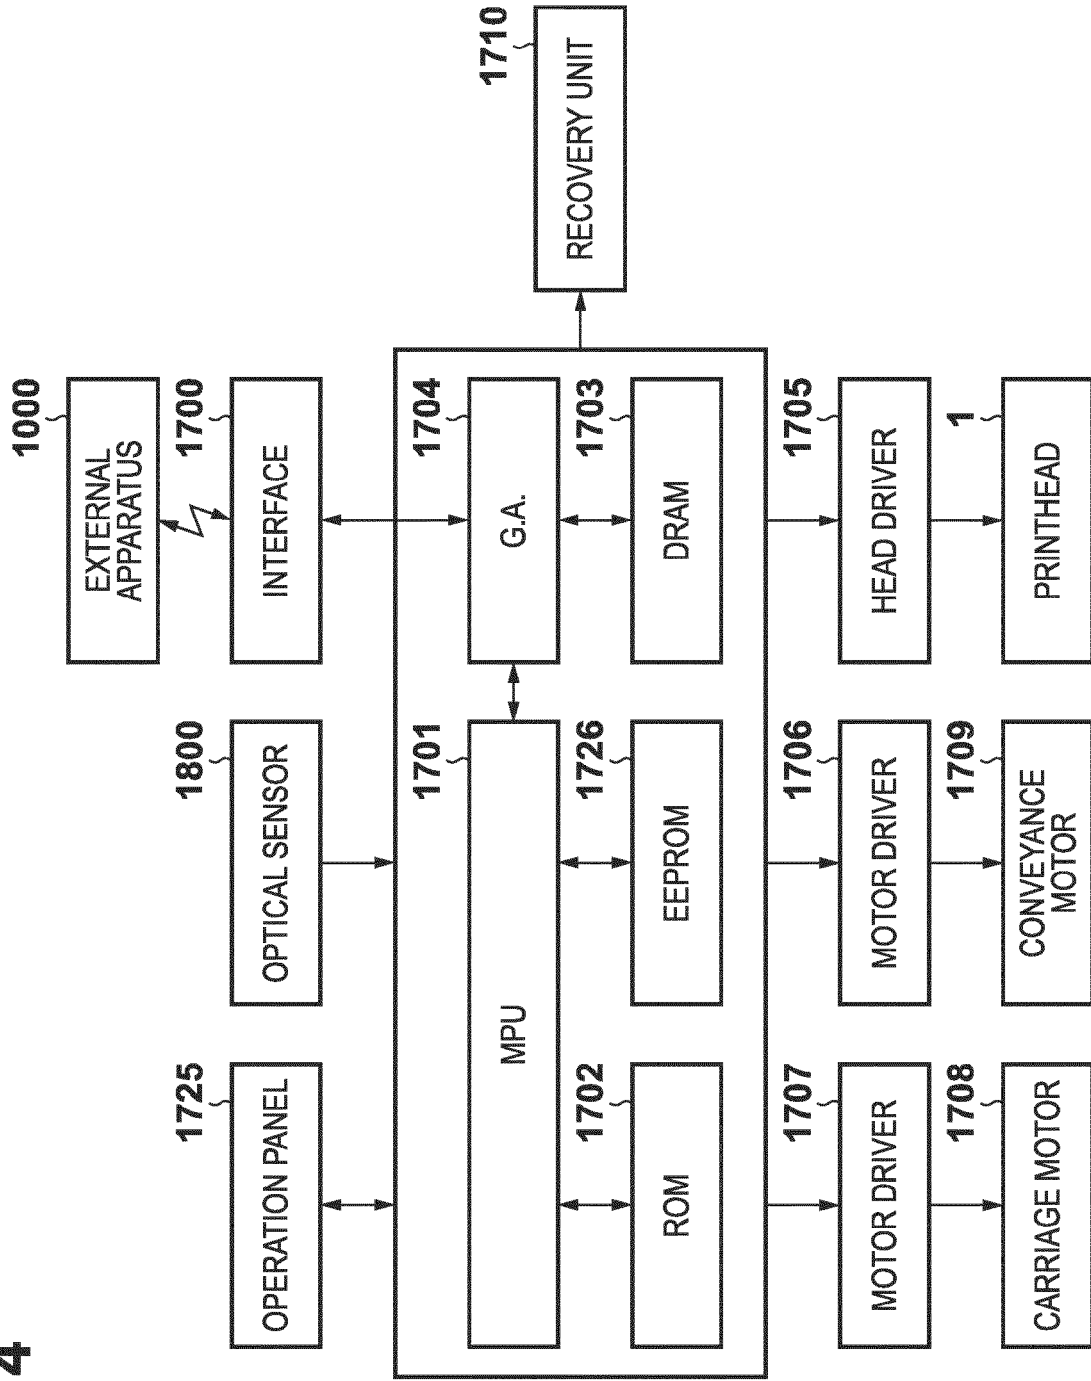 4
1000
EXTERNAL
APPARATUS
1725
OPERATION PANEL
1800
OPTICAL SENSOR
1700
INTERFACE
1701
MPU
1704
G.A.
1710
RECOVERY UNIT
1702
ROM
1726
EEPROM
1703
DRAM
1707
MOTOR DRIVER
1706
MOTOR DRIVER
1705
HEAD DRIVER
1708
CARRIAGE MOTOR
1709
CONVEYANCE
MOTOR
1
PRINTHEAD